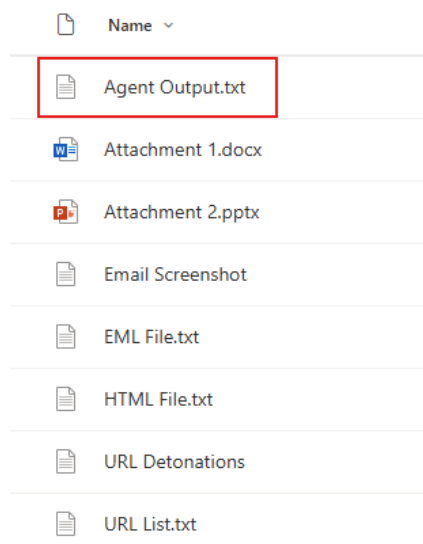 Name
Agent Output.txt
Attachment 1.docx
Attachment 2.pptx
Email Screenshot
EML File.txt
HTML File.txt
URL Detonations
URL List.txt